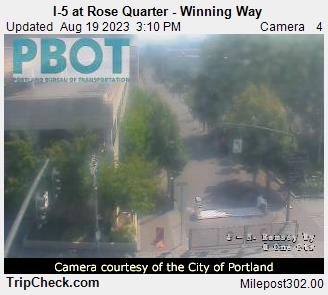 I-5 at Rose Quarter - Winning Way
Updated Aug 19 2023 3:10 PM Camera 4
PBOT
PORTLAND BUREAU OF TRANSPORTATION
Camera courtesy of the City of Portland
TripCheck.com Milepost302.00